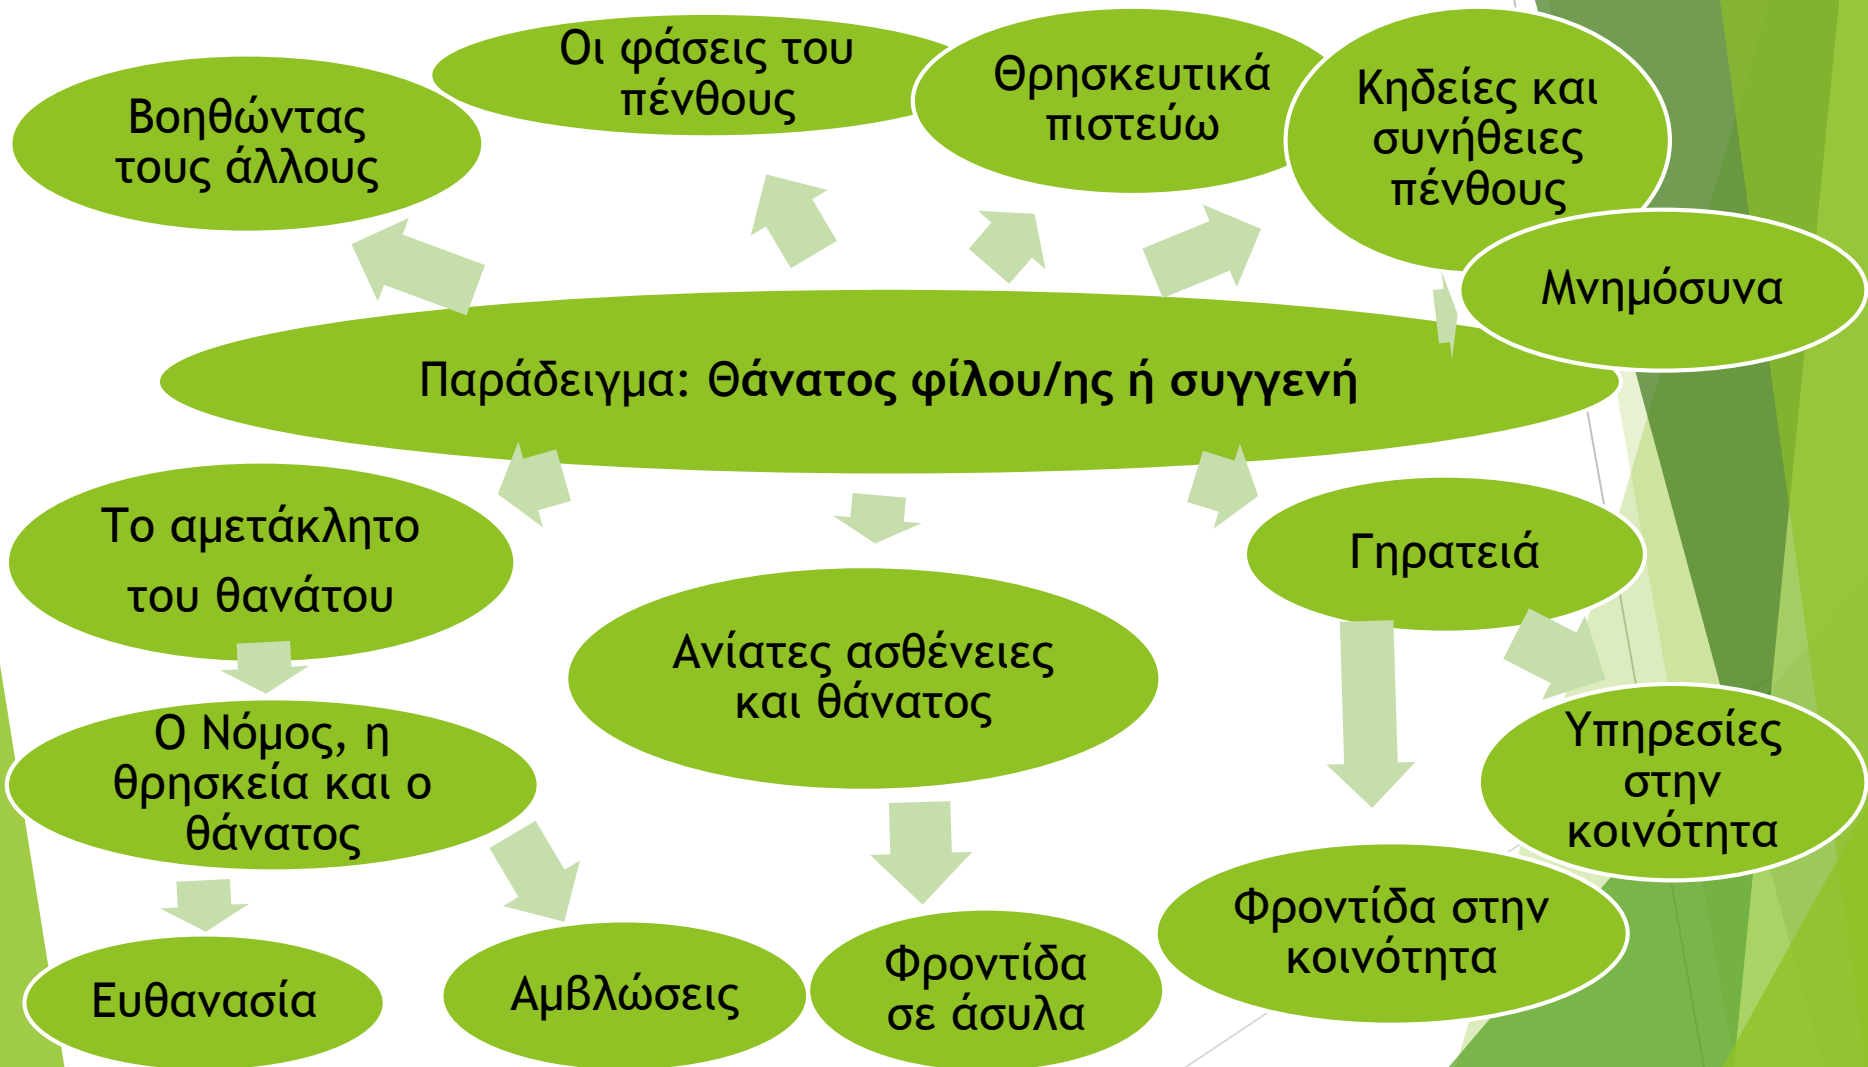 Βοηθώντας
τους άλλους
Οι φάσεις του
πένθους
Θρησκευτικά
πιστεύω
Κηδείες και
συνήθειες
πένθους
Μνημόσυνα
Παράδειγμα: Θάνατος φίλου/ης ή συγγενή
Το αμετάκλητο
του θανάτου
Ανίατες ασθένειες
και θάνατος
Γηρατειά
Ο Νόμος, η
θρησκεία και ο
θάνατος
Υπηρεσίες
στην
κοινότητα
Ευθανασία
Αμβλώσεις
Φροντίδα
σε άσυλα
Φροντίδα στην
κοινότητα